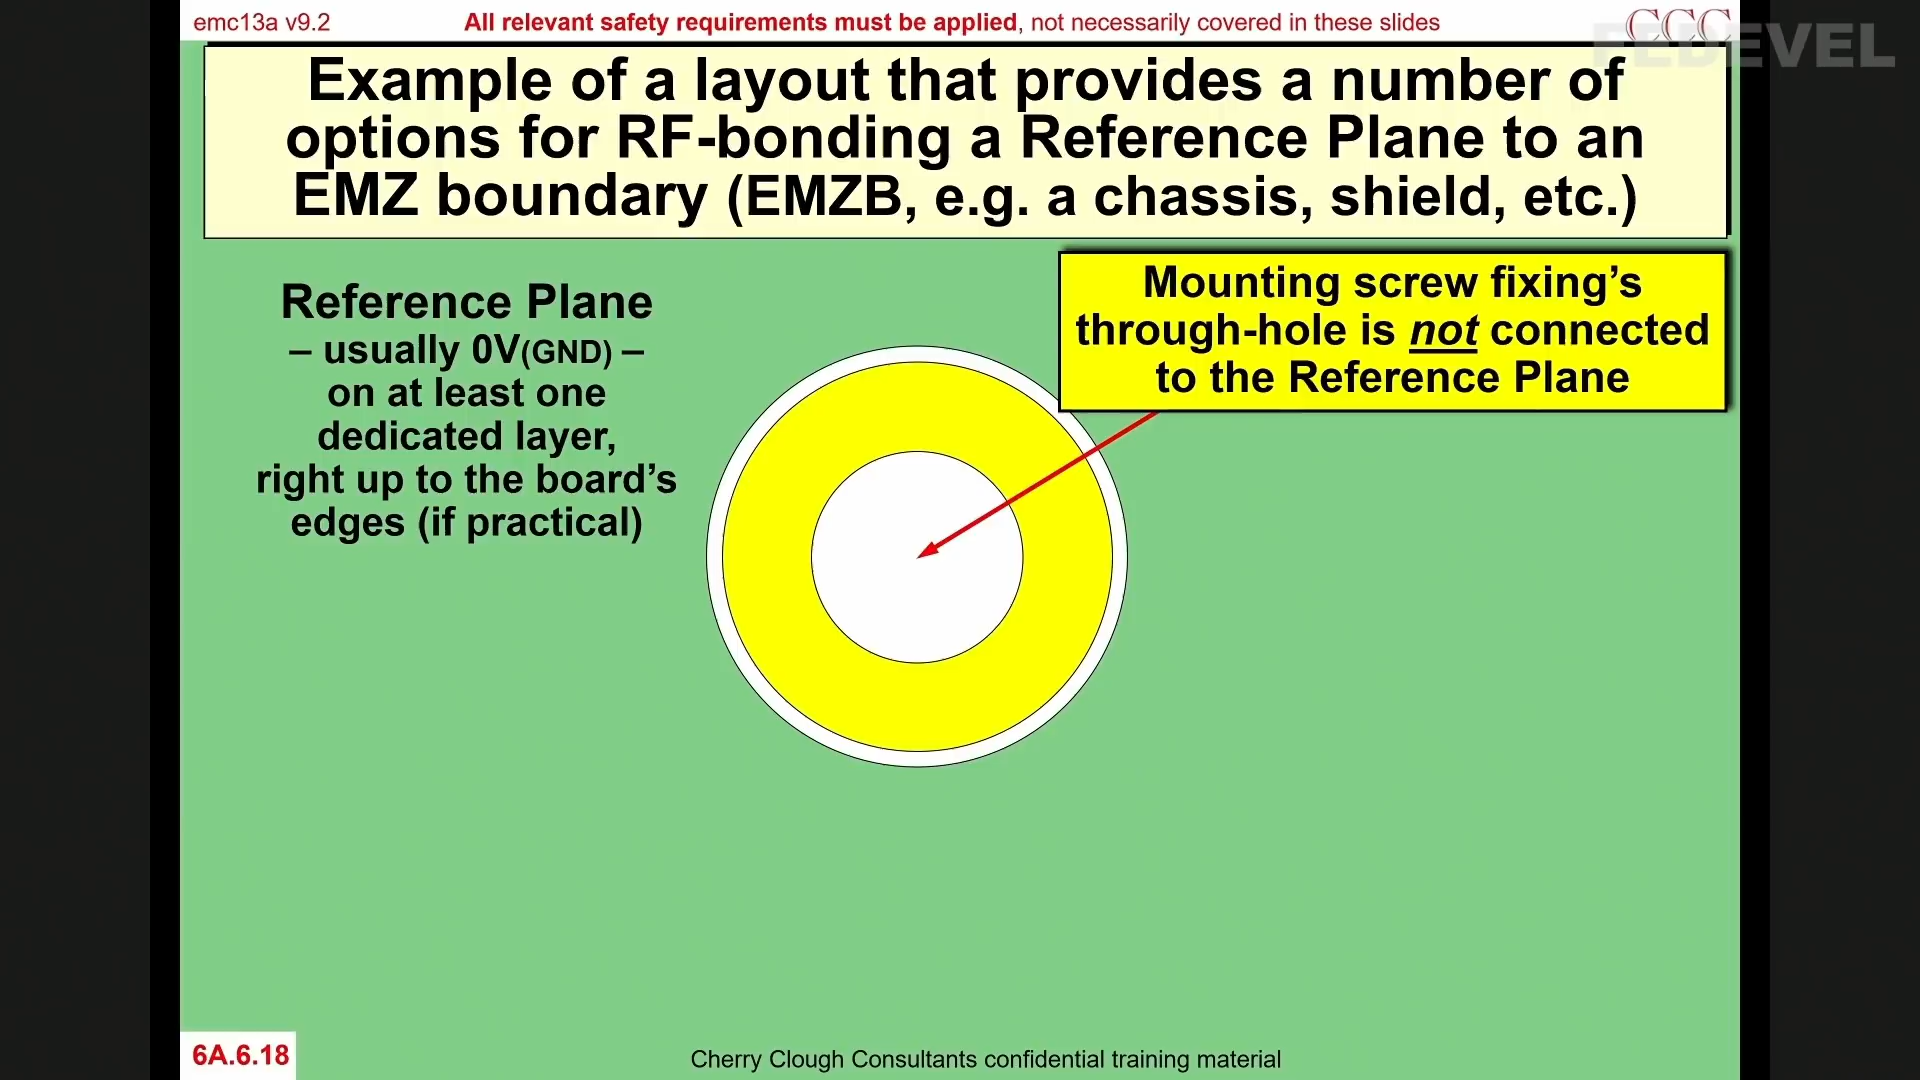 emc13a v9.2
All relevant safety requirements must be applied, not necessarily covered in these slides
CCC
FEDEVEL
Example of a layout that provides a number of
options for RF-bonding a Reference Plane to an
EMZ boundary (EMZB, e.g. a chassis, shield, etc.)
Reference Plane
– usually 0V(GND) –
on at least one
dedicated layer,
right up to the board’s
edges (if practical)
Mounting screw fixing’s
through-hole is not connected
to the Reference Plane
6A.6.18
Cherry Clough Consultants confidential training material